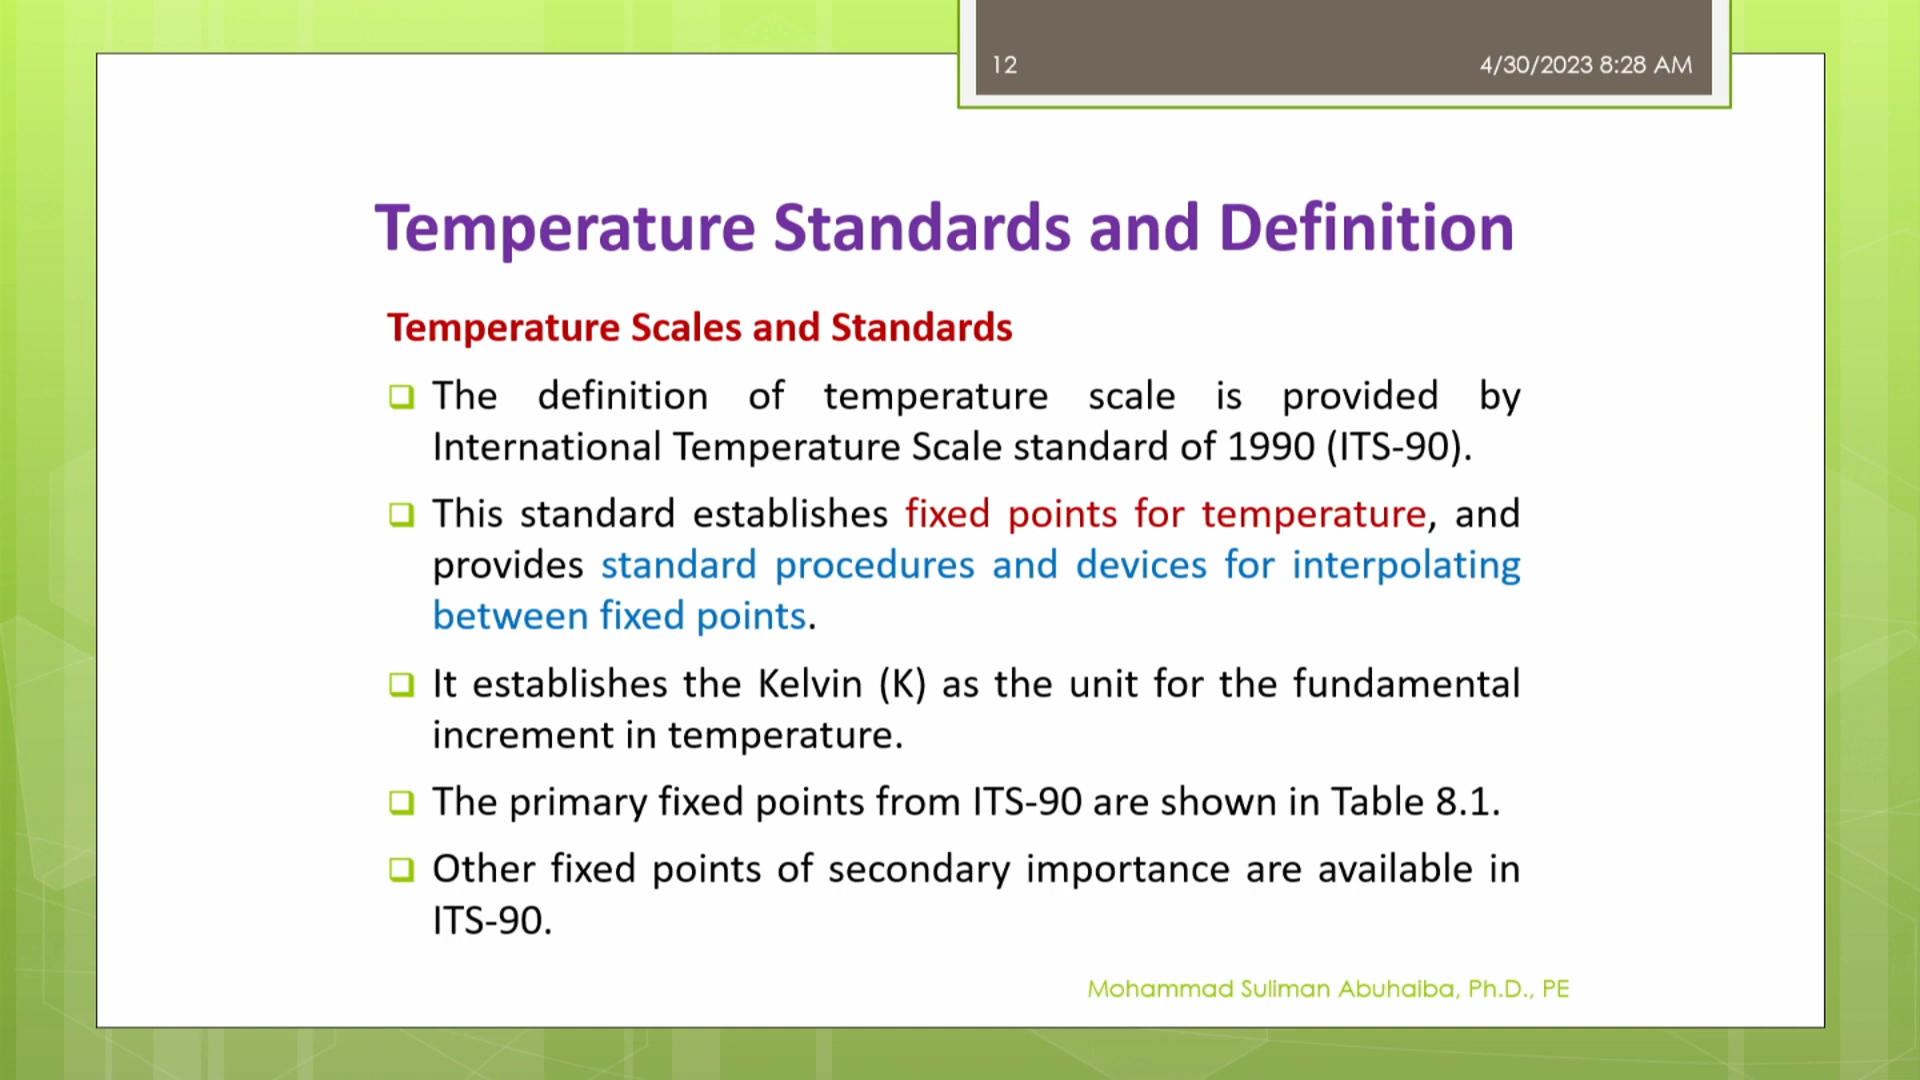 12
4/30/2023 8:28 AM
Temperature Standards and Definition
Temperature Scales and Standards
The definition of temperature scale is provided by
International Temperature Scale standard of 1990 (ITS-90).
This standard establishes fixed points for temperature, and
provides standard procedures and devices for interpolating
between fixed points.
It establishes the Kelvin (K) as the unit for the fundamental
increment in temperature.
The primary fixed points from ITS-90 are shown in Table 8.1.
Other fixed points of secondary importance are available in
ITS-90.
Mohammad Suliman Abuhaiba, Ph.D., PE